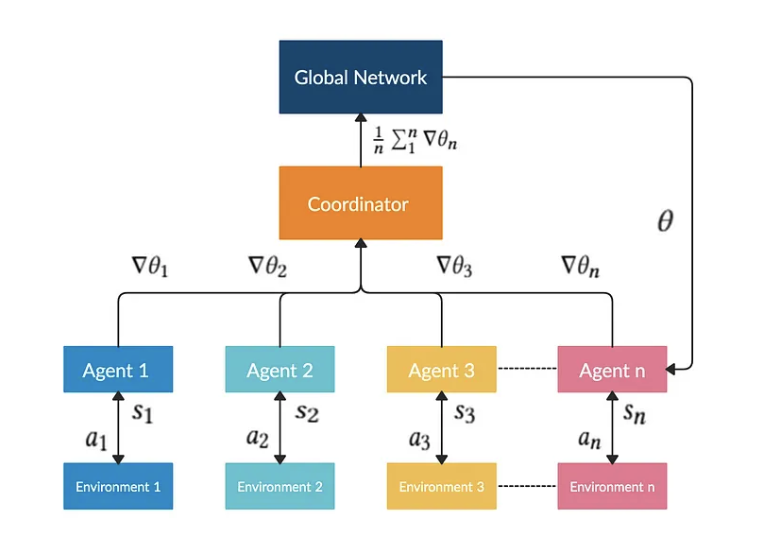 Global Network
1/n ∑₁ⁿ ∇θₙ
Coordinator
θ
∇θ₁ ∇θ₂ ∇θ₃ ∇θₙ
Agent 1 Agent 2 Agent 3 Agent n
s₁ s₂ s₃ sₙ
a₁ a₂ a₃ aₙ
Environment 1 Environment 2 Environment 3 Environment n